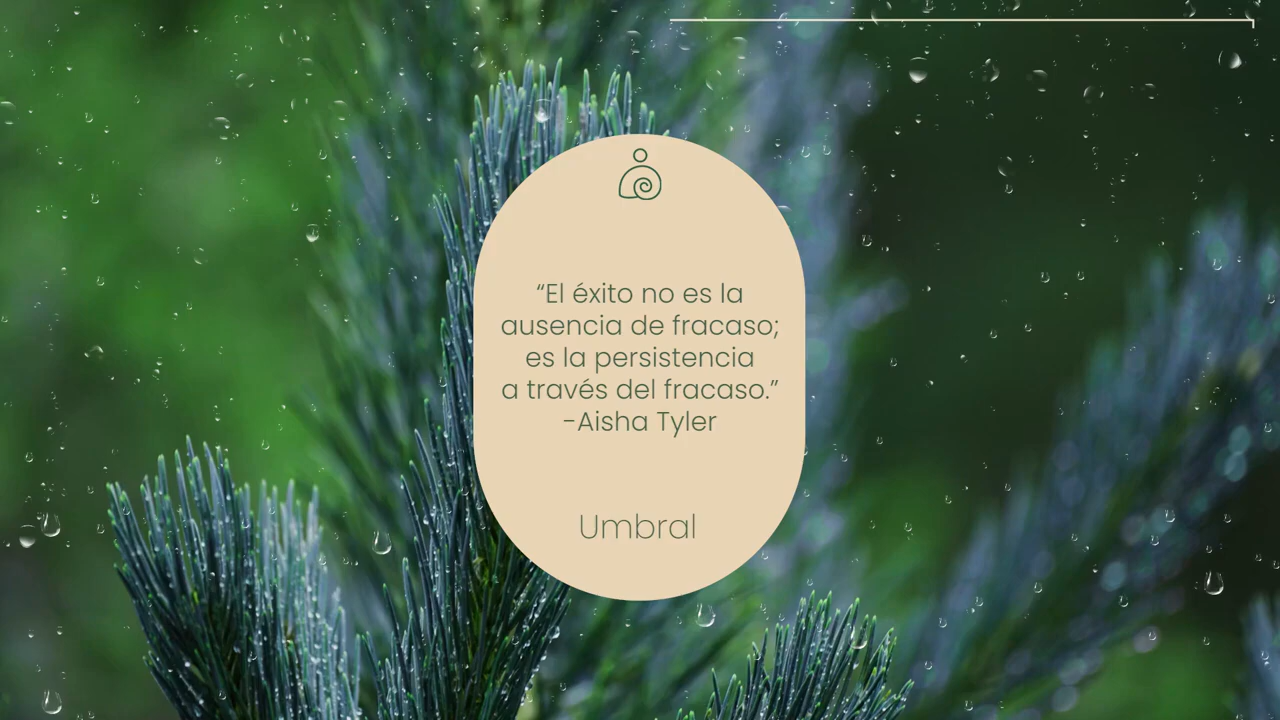 “El éxito no es la
ausencia de fracaso;
es la persistencia
a través del fracaso.”
-Aisha Tyler
Umbral